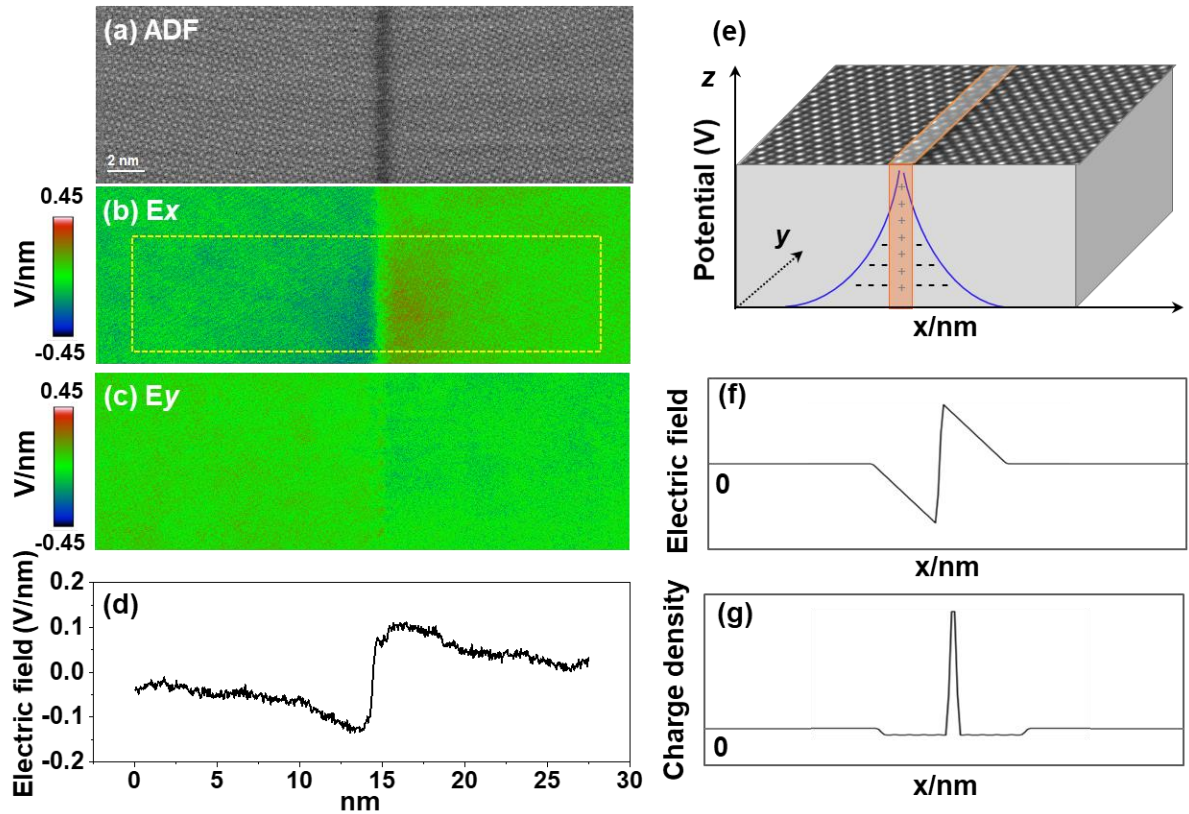 (a) ADF
2 nm
0.45
V/nm
-0.45
(b) Ex
0.45
V/nm
-0.45
(c) Ey
Electric field (V/nm)
0.2
0.1
0.0
-0.1
-0.2
(d)
0 5 10 15 20 25 30
nm
(e)
z
Potential (V)
y
+
+
+
+
+
+
+
- - - -
- - - -
- - - - - -
x/nm
(f)
Electric field
0
x/nm
(g)
Charge density
0
x/nm